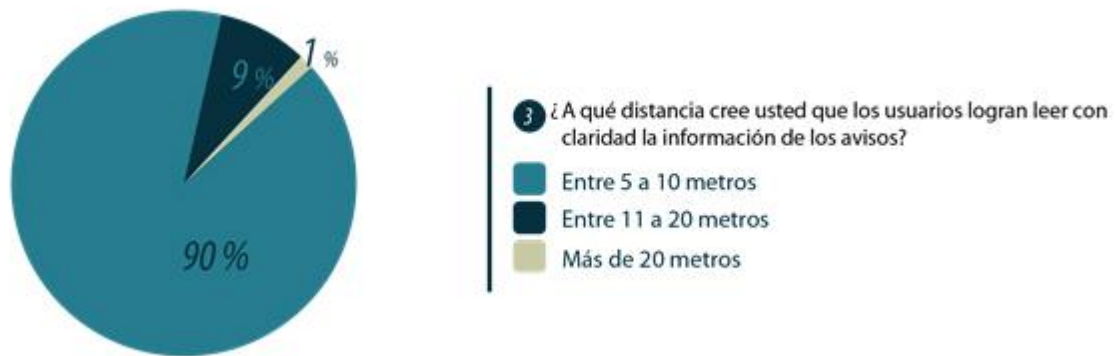 9 %
1 %
90 %
3 ¿A qué distancia cree usted que los usuarios logran leer con
claridad la información de los avisos?
Entre 5 a 10 metros
Entre 11 a 20 metros
Más de 20 metros